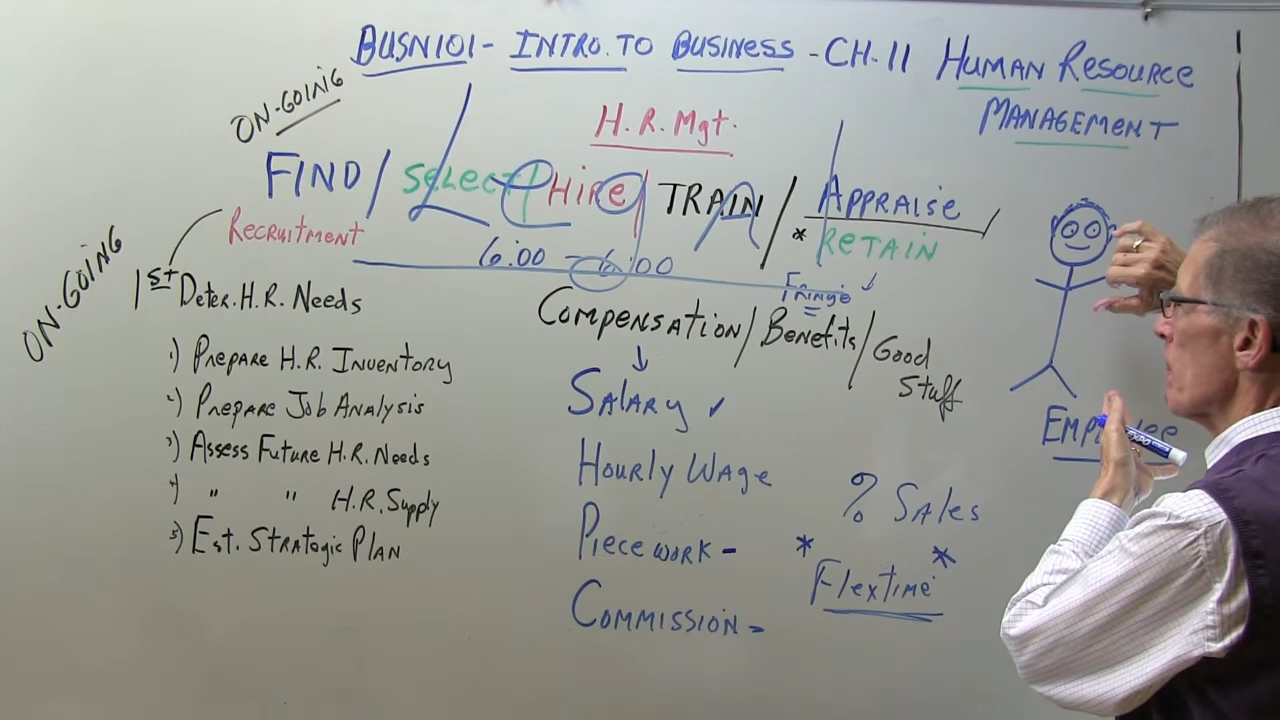 BUSN101 - INTRO. TO BUSINESS - CH. 11 HUMAN RESOURCE
MANAGEMENT
ON-GOING
H.R. Mgt.
FIND / SELECT / HIRE / TRAIN / APPRAISE /
* RETAIN
RECRUITMENT
6:00 - 6:00
ON-GOING
1st DETER. H.R. NEEDS
1) PREPARE H.R. INVENTORY
2) PREPARE JOB ANALYSIS
3) ASSESS FUTURE H.R. NEEDS
4) " " H.R. Supply
5) EST. STRATEGIC PLAN
Fringe
COMPENSATION / BENEFITS / GOOD
STUFF
SALARY ✓
HOURLY WAGE
PIECEWORK -
COMMISSION -
% SALES
* *
FLEXTIME